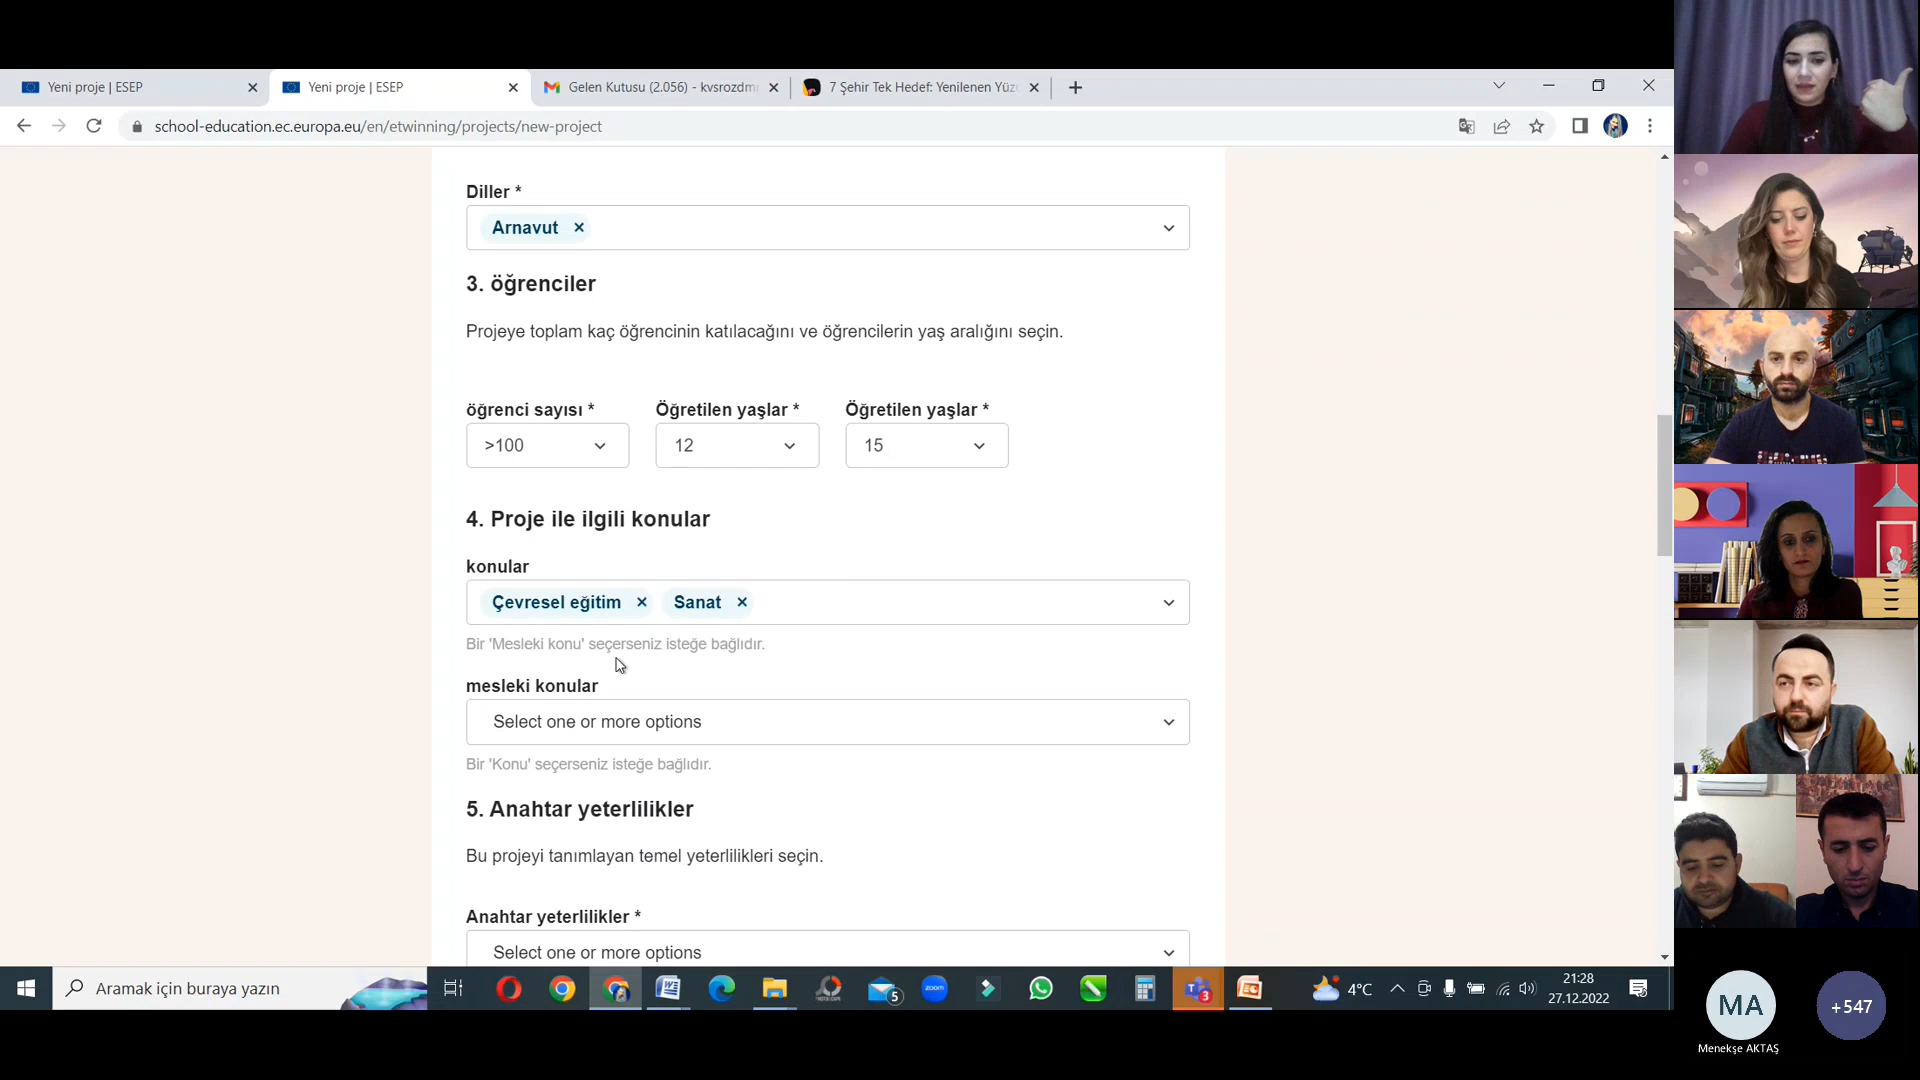 Yeni proje | ESEP
Yeni proje | ESEP
Gelen Kutusu (2.056) - kvsrozdm
7 Şehir Tek Hedef: Yenilenen Yüz
school-education.ec.europa.eu/en/etwinning/projects/new-project
Diller *
Arnavut
3. öğrenciler
Projeye toplam kaç öğrencinin katılacağını ve öğrencilerin yaş aralığını seçin.
öğrenci sayısı * Öğretilen yaşlar * Öğretilen yaşlar *
>100 12 15
4. Proje ile ilgili konular
konular
Çevresel eğitim Sanat
Bir 'Mesleki konu' seçerseniz isteğe bağlıdır.
mesleki konular
Select one or more options
Bir 'Konu' seçerseniz isteğe bağlıdır.
5. Anahtar yeterlilikler
Bu projeyi tanımlayan temel yeterlilikleri seçin.
Anahtar yeterlilikler *
Select one or more options
Aramak için buraya yazın
5
zoom
3
4°C
21:28
27.12.2022
MA
Menekşe AKTAŞ
+547